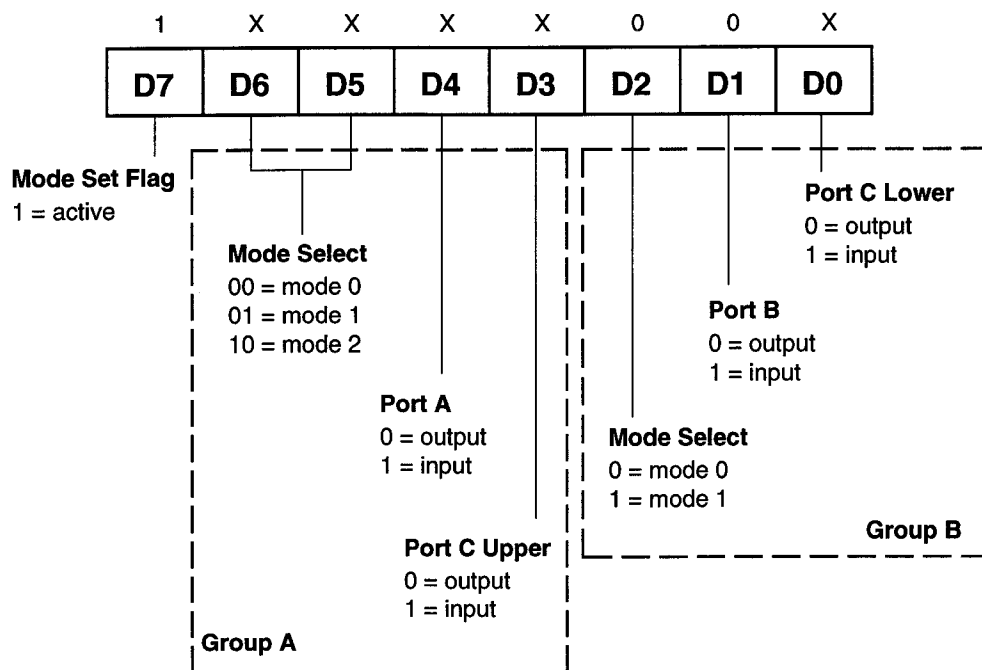 1 X X X X 0 0 X
D7 D6 D5 D4 D3 D2 D1 D0
Mode Set Flag
1 = active
Mode Select
00 = mode 0
01 = mode 1
10 = mode 2
Port A
0 = output
1 = input
Port C Upper
0 = output
1 = input
Group A
Port C Lower
0 = output
1 = input
Port B
0 = output
1 = input
Mode Select
0 = mode 0
1 = mode 1
Group B